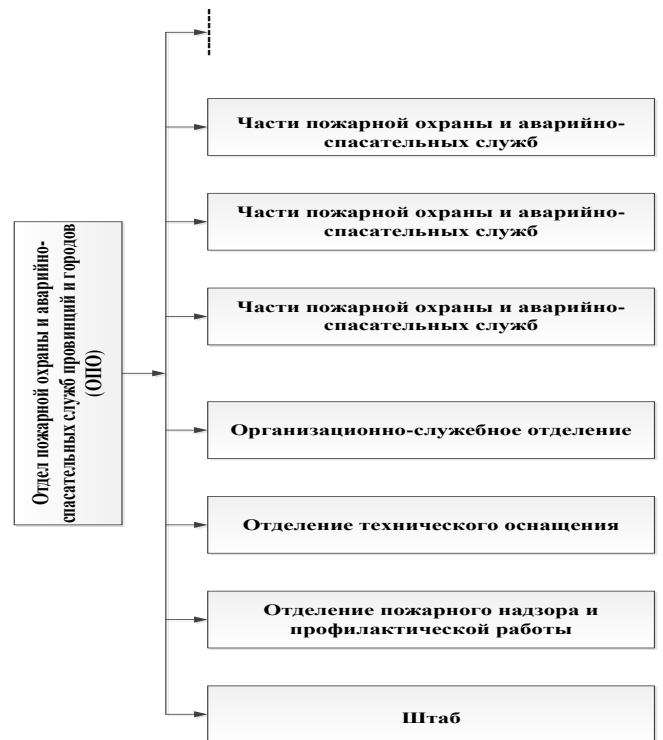 Отдел пожарной охраны и аварийно-
спасательных служб провинций и городов
(ОПО)
Части пожарной охраны и аварийно-
спасательных служб
Части пожарной охраны и аварийно-
спасательных служб
Части пожарной охраны и аварийно-
спасательных служб
Организационно-служебное отделение
Отделение технического оснащения
Отделение пожарного надзора и
профилактической работы
Штаб